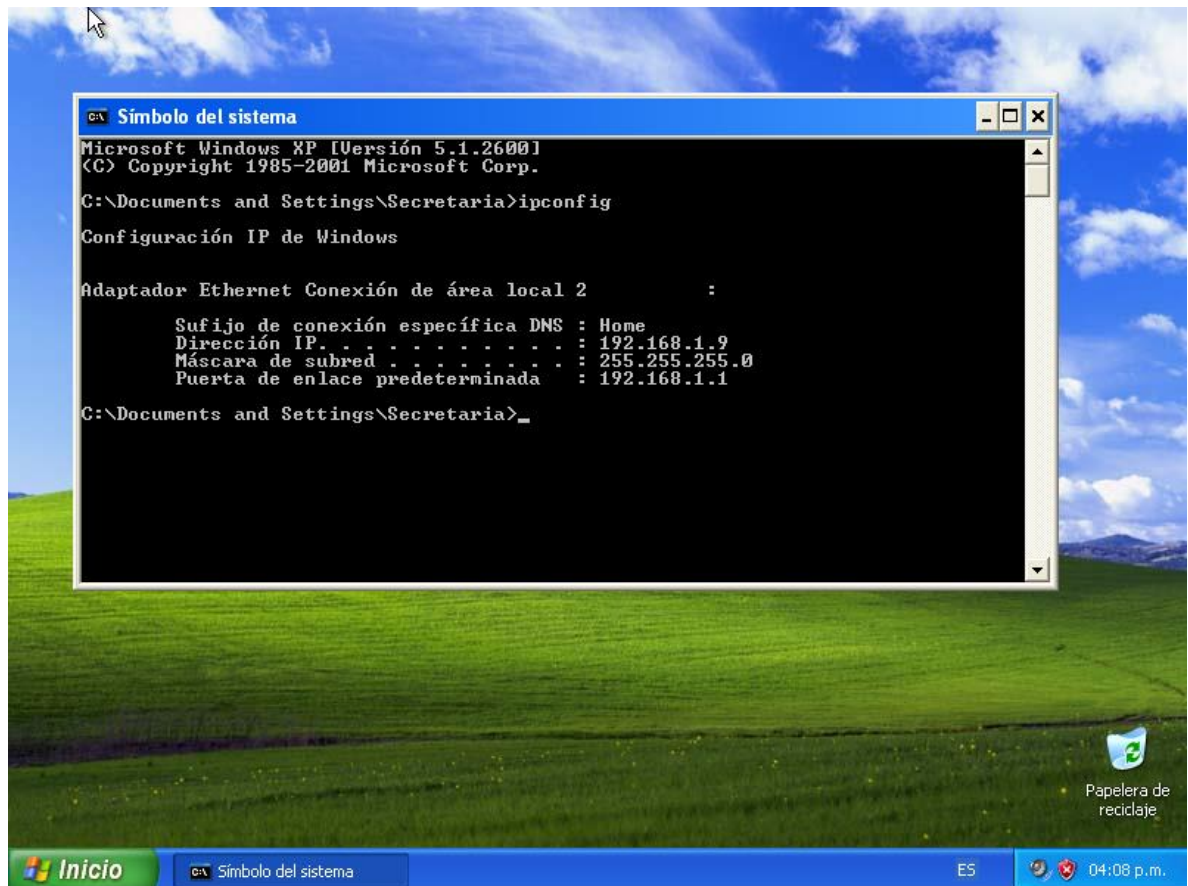 Símbolo del sistema
Microsoft Windows XP [Versión 5.1.2600]
(C) Copyright 1985-2001 Microsoft Corp.
C:\Documents and Settings\Secretaria>ipconfig
Configuración IP de Windows
Adaptador Ethernet Conexión de área local 2          :
Sufijo de conexión específica DNS : Home
Dirección IP. . . . . . . . . . . : 192.168.1.9
Máscara de subred . . . . . . . . : 255.255.255.0
Puerta de enlace predeterminada   : 192.168.1.1
C:\Documents and Settings\Secretaria>_
Papelera de
reciclaje
Inicio
Símbolo del sistema
ES
04:08 p.m.